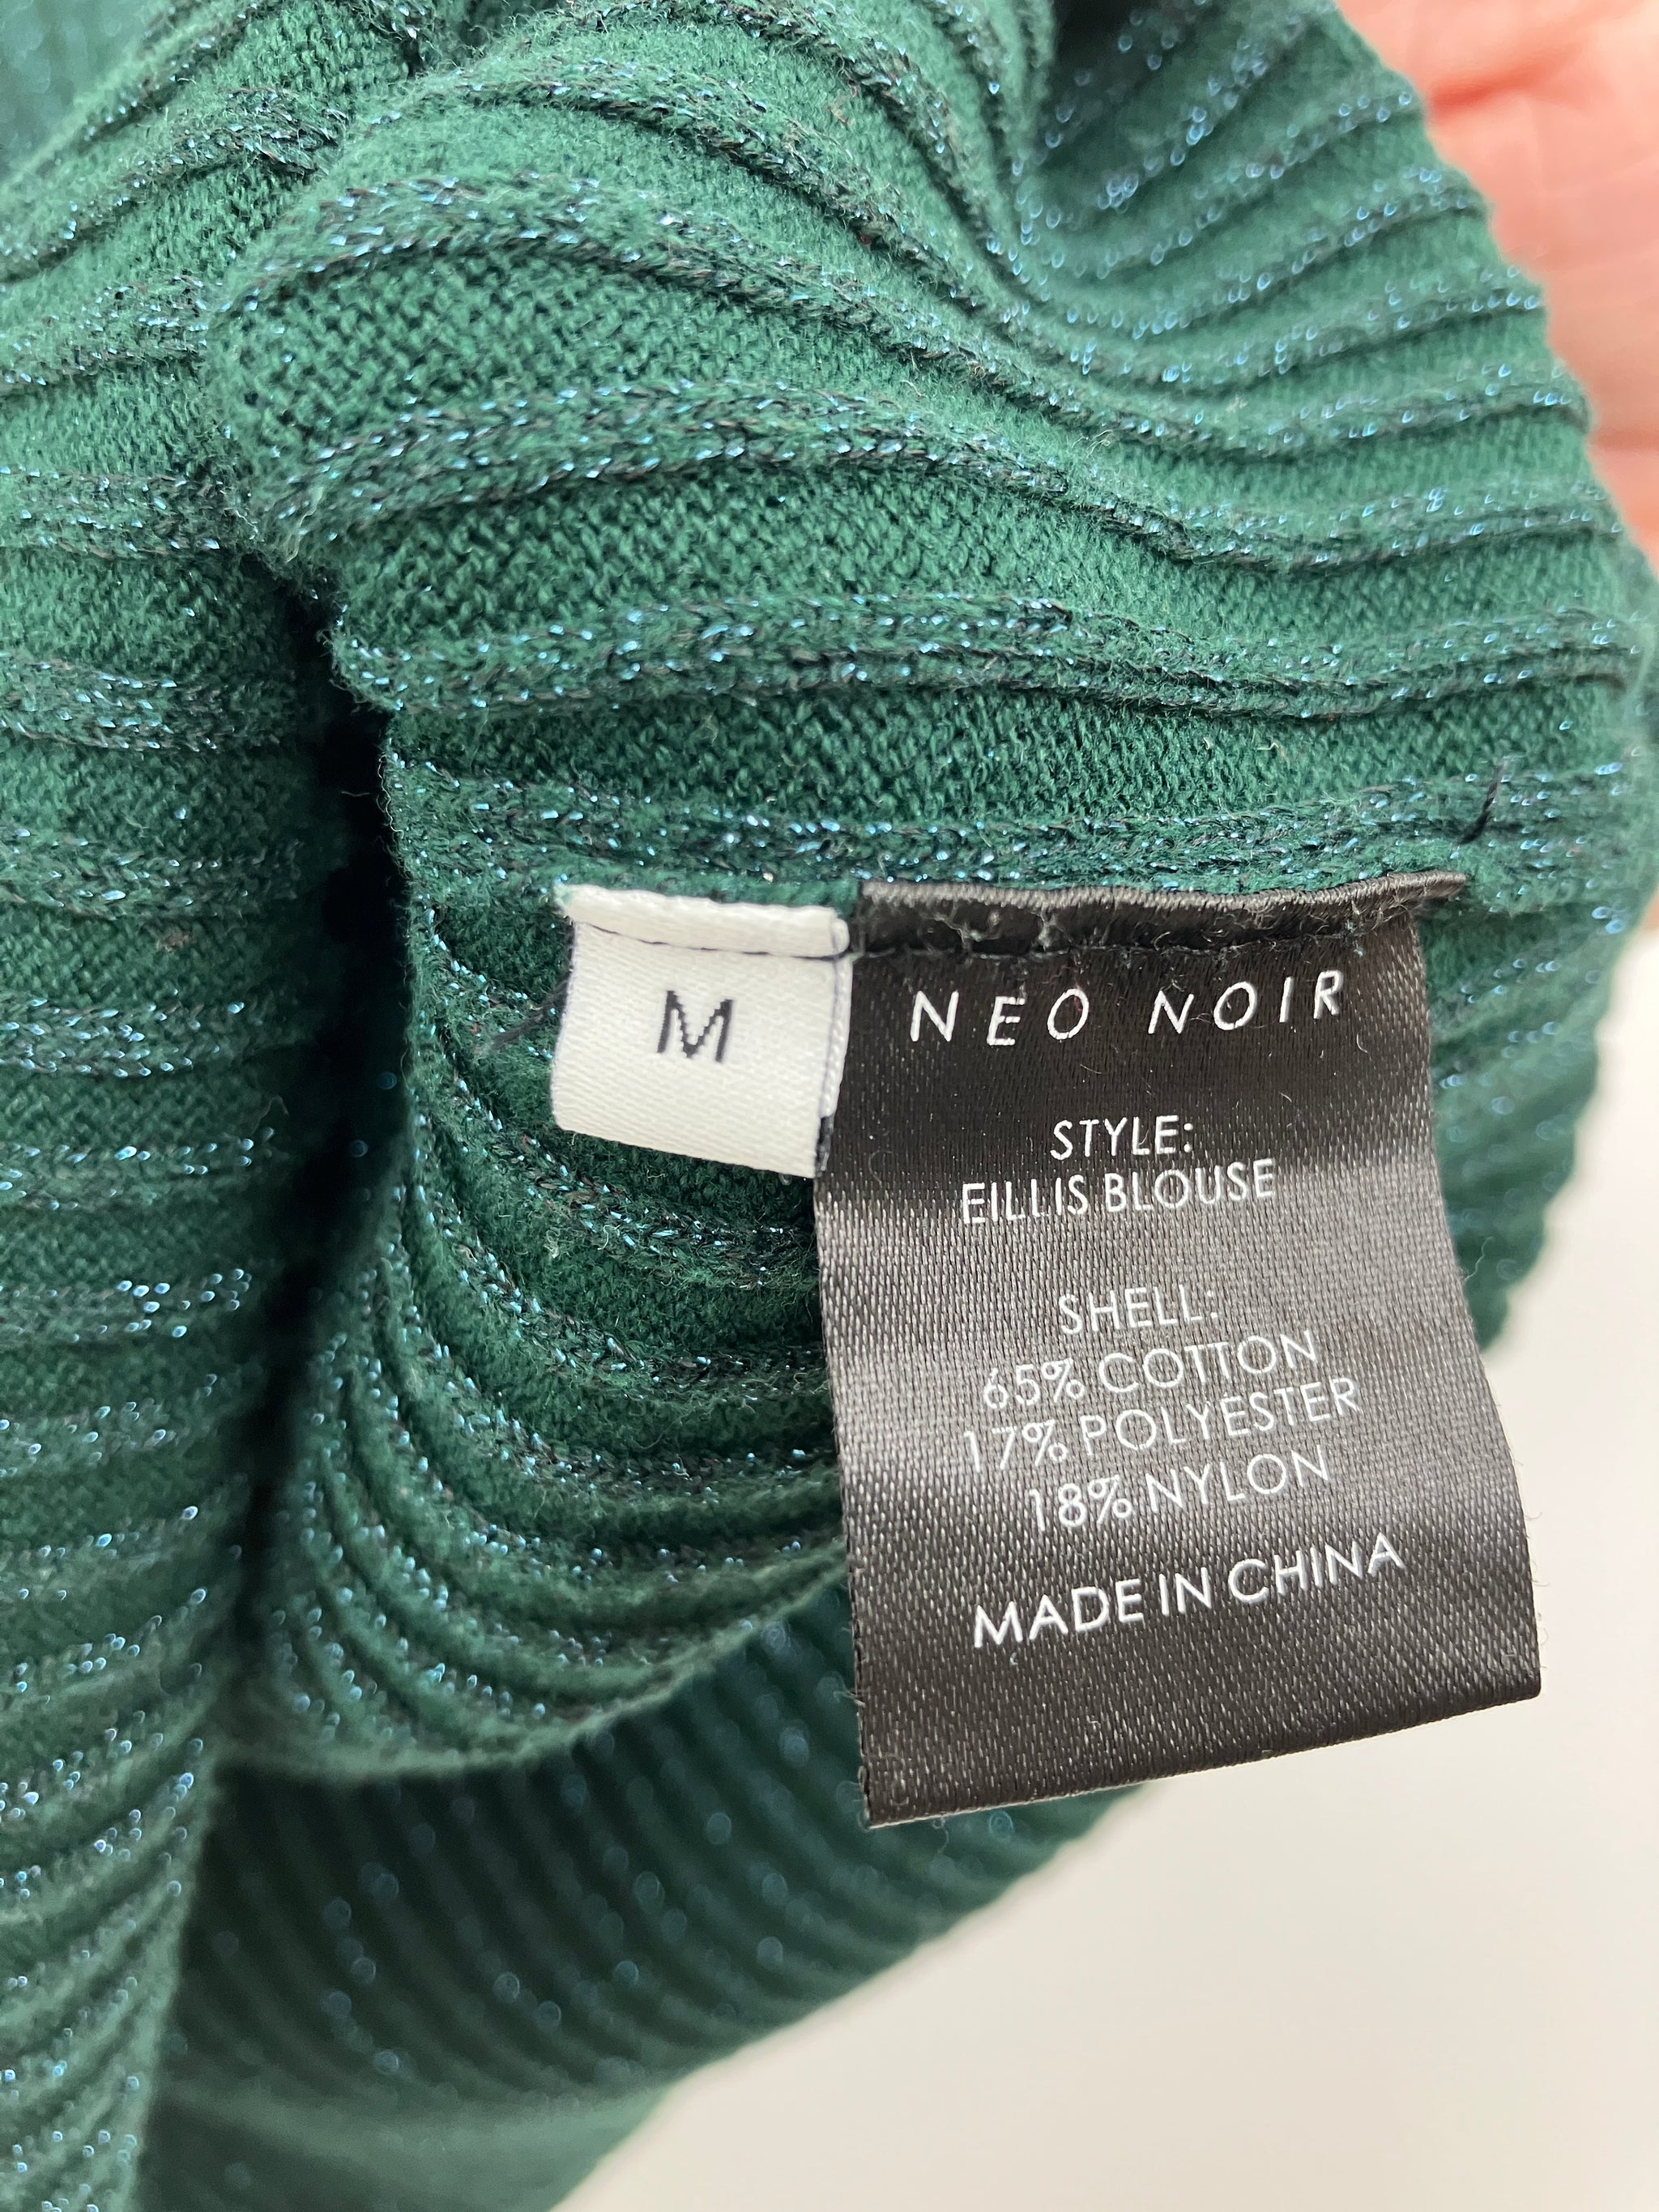 M
NEO NOIR
STYLE:
EILLIS BLOUSE
SHELL:
65% COTTON
17% POLYESTER
18% NYLON
MADE IN CHINA